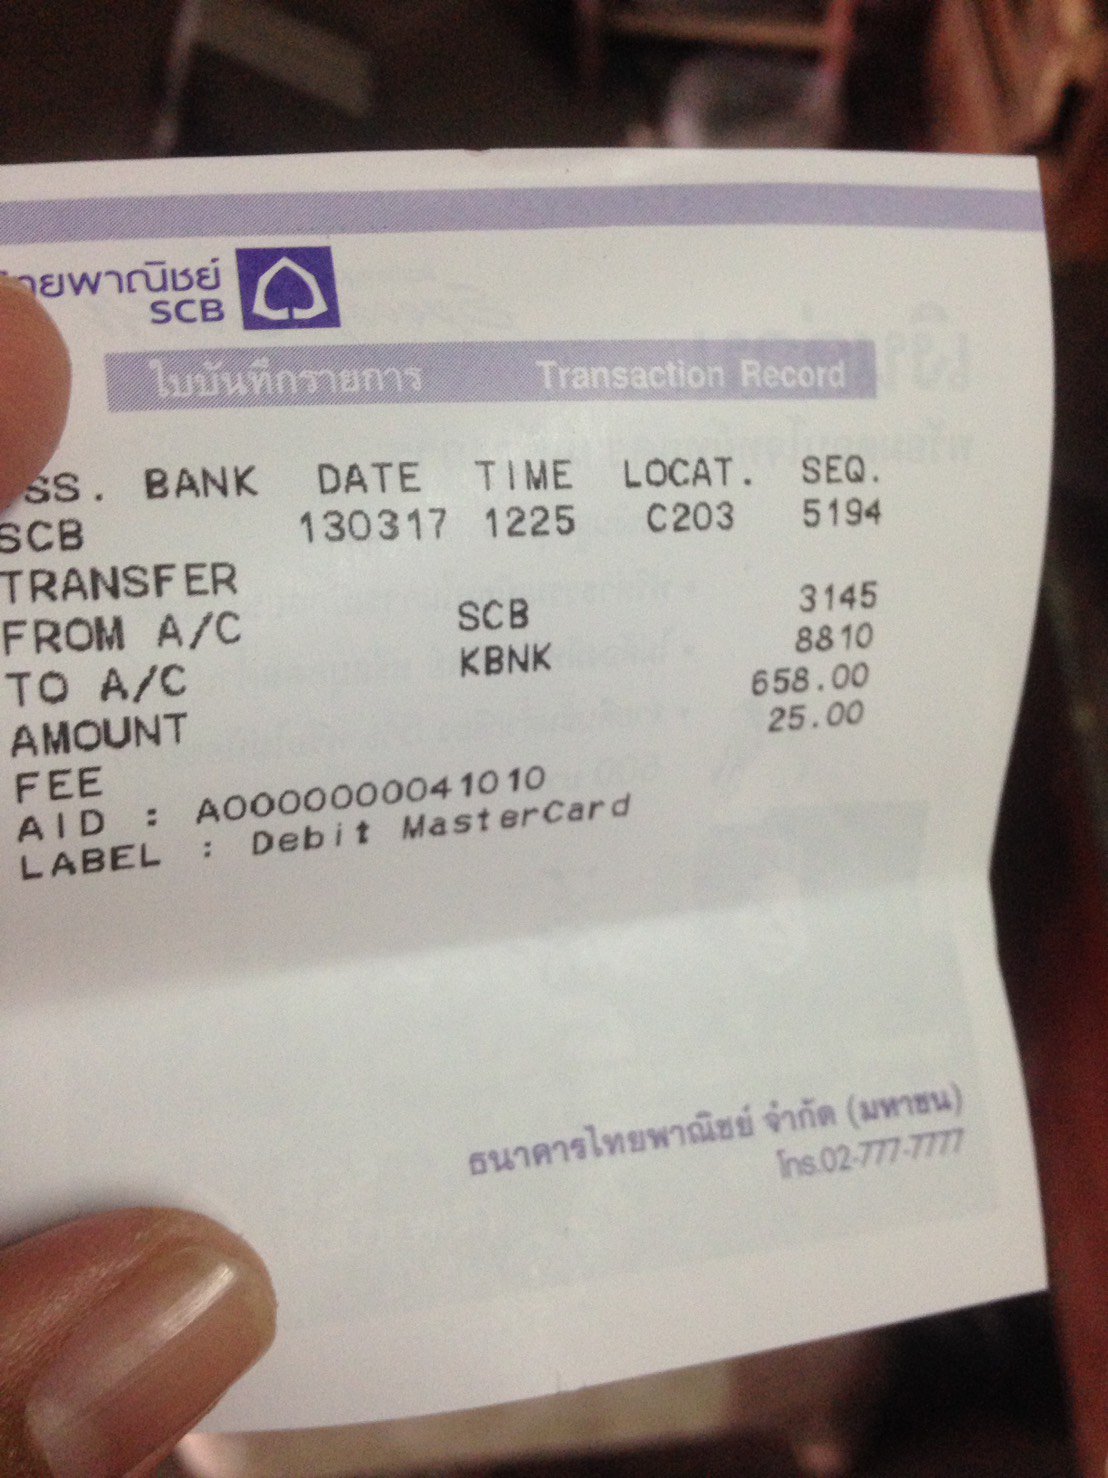 ไทยพาณิชย์
SCB
ใบบันทึกรายการ Transaction Record
SS. BANK DATE TIME LOCAT. SEQ.
SCB 130317 1225 C203 5194
TRANSFER
FROM A/C SCB 3145
TO A/C KBNK 8810
AMOUNT 658.00
FEE 25.00
AID : A0000000041010
LABEL : Debit MasterCard
ธนาคารไทยพาณิชย์ จำกัด (มหาชน)
โทร.02-777-7777